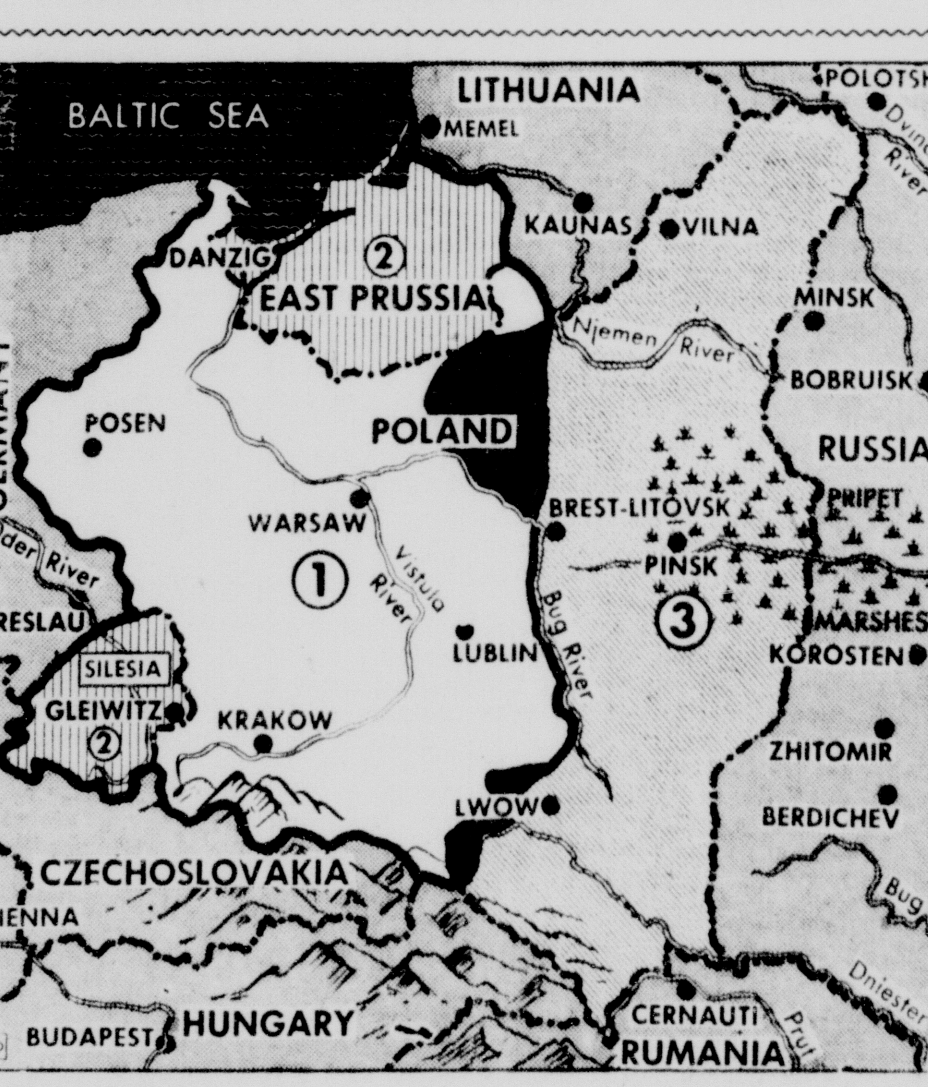 BALTIC SEA
LITHUANIA
POLOTSK
MEMEL
Dvina
River
KAUNAS
VILNA
DANZIG
2
EAST PRUSSIA
MINSK
Njemen River
BOBRUISK
POSEN
POLAND
RUSSIA
PRIPET
BREST-LITOVSK
WARSAW
Oder River
Vistula
River
1
PINSK
Bug River
3
MARSHES
RESLAU
LUBLIN
KOROSTEN
SILESIA
GLEIWITZ
2
KRAKOW
ZHITOMIR
LWOW
BERDICHEV
CZECHOSLOVAKIA
Bug
IENNA
Dniester
CERNAUTI
Prut
BUDAPEST
HUNGARY
RUMANIA